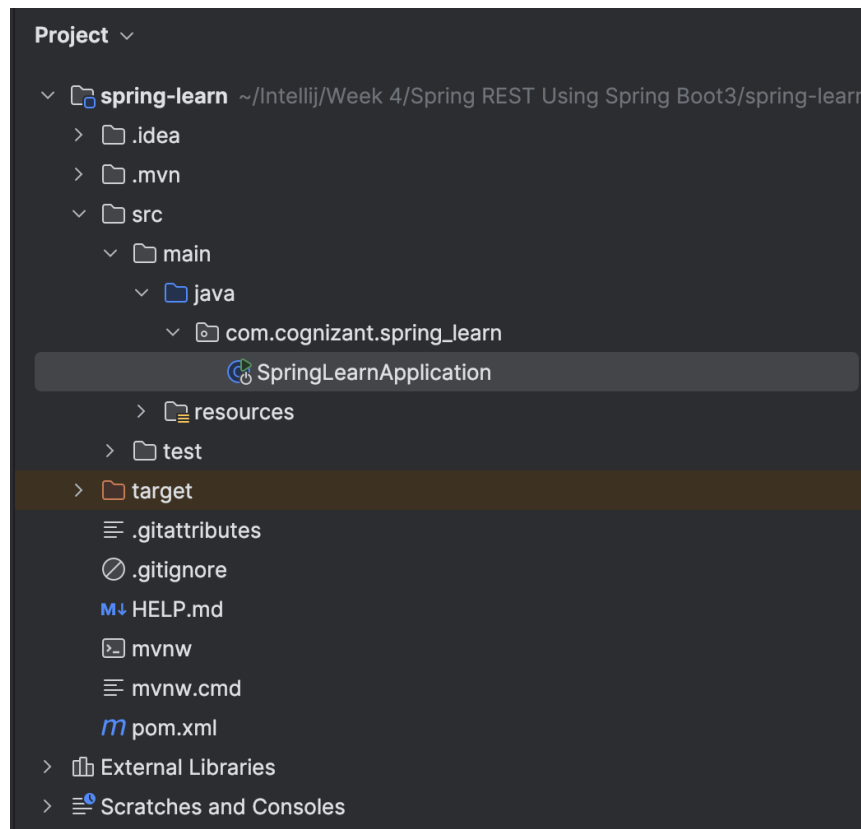 Project
spring-learn ~/Intellij/Week 4/Spring REST Using Spring Boot3/spring-learn
.idea
.mvn
src
main
java
com.cognizant.spring_learn
SpringLearnApplication
resources
test
target
.gitattributes
.gitignore
M↓ HELP.md
mvnw
mvnw.cmd
m pom.xml
External Libraries
Scratches and Consoles